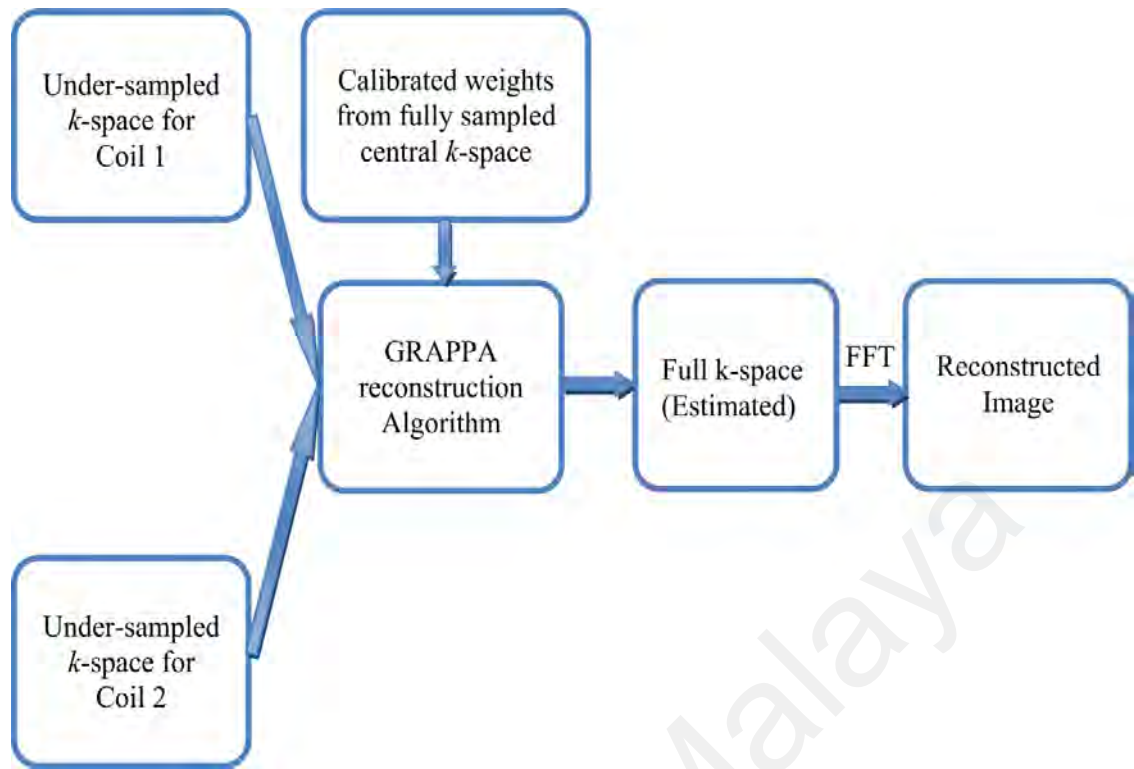 Under-sampled
k-space for
Coil 1
Calibrated weights
from fully sampled
central k-space
GRAPPA
reconstruction
Algorithm
Full k-space
(Estimated)
FFT
Reconstructed
Image
Under-sampled
k-space for
Coil 2
Malaya